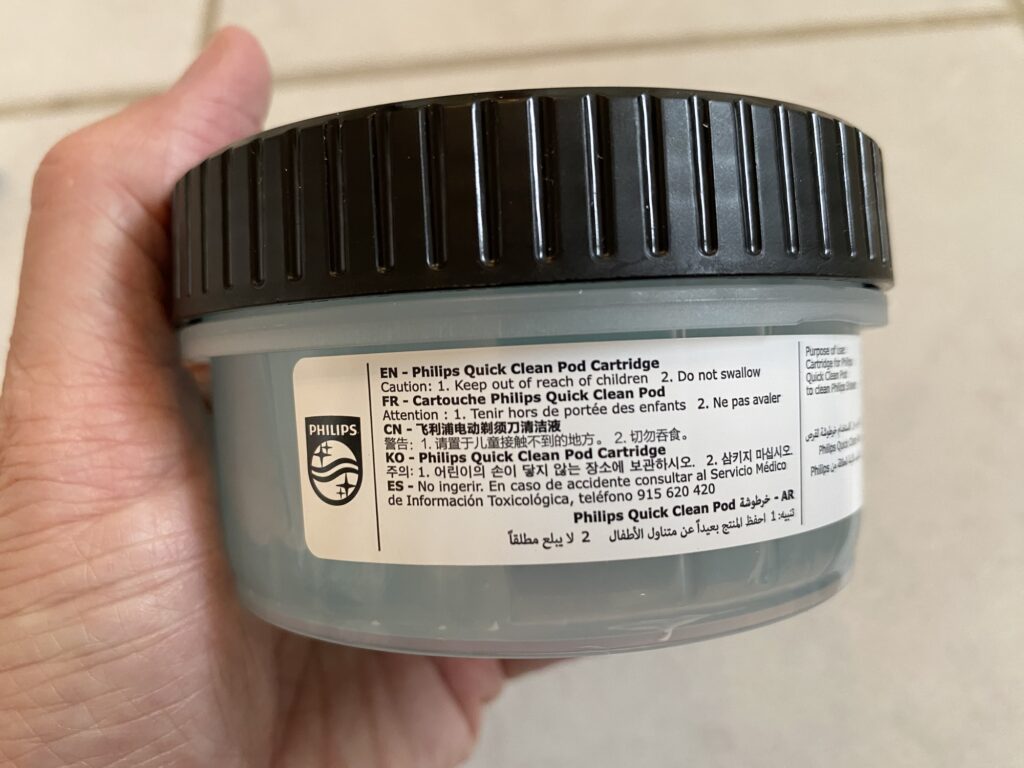 PHILIPS
EN - Philips Quick Clean Pod Cartridge
Caution: 1. Keep out of reach of children 2. Do not swallow
FR - Cartouche Philips Quick Clean Pod
Attention : 1. Tenir hors de portée des enfants 2. Ne pas avaler
CN - 飞利浦电动剃须刀清洁液
警告: 1. 请置于儿童接触不到的地方。 2. 切勿吞食。
KO - Philips Quick Clean Pod Cartridge
주의: 1. 어린이의 손이 닿지 않는 장소에 보관하시오. 2. 삼키지 마십시오.
ES - No ingerir. En caso de accidente consultar al Servicio Médico
de Información Toxicológica, teléfono 915 620 420
AR - خرطوشة Philips Quick Clean Pod
تنبيه: 1 احفظ المنتج بعيداً عن متناول الأطفال 2 لا يبلع مطلقاً
Purpose of use:
Cartridge for Philips
Quick Clean Pod
to clean Philips
Philips Quick
Philips